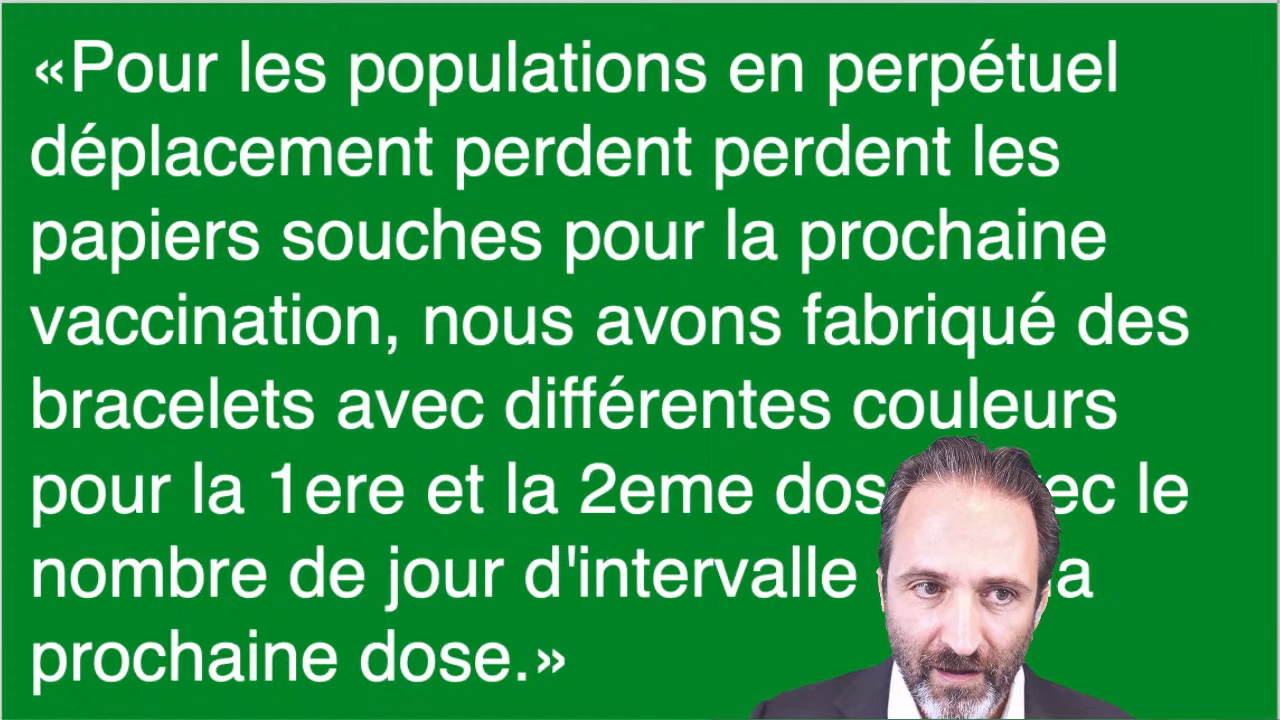 «Pour les populations en perpétuel
déplacement perdent perdent les
papiers souches pour la prochaine
vaccination, nous avons fabriqué des
bracelets avec différentes couleurs
pour la 1ere et la 2eme le
nombre de jour d'intervalle
prochaine dose.»